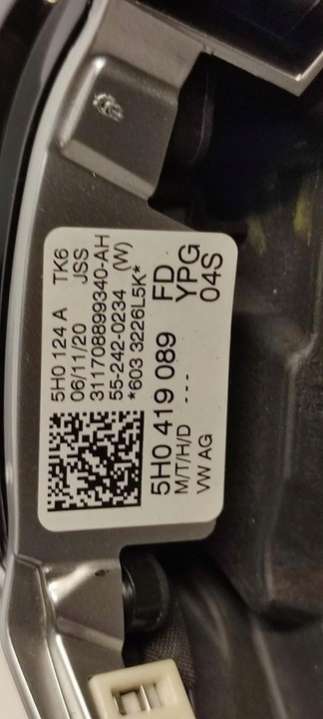 5H0 124 A TK6
06/11/20 JSS
311708899340-AH
55-242-0234 (W)
*603 3226L5K*
5H0 419 089 FD
M/T/H/D --- YPG
VW AG 04S